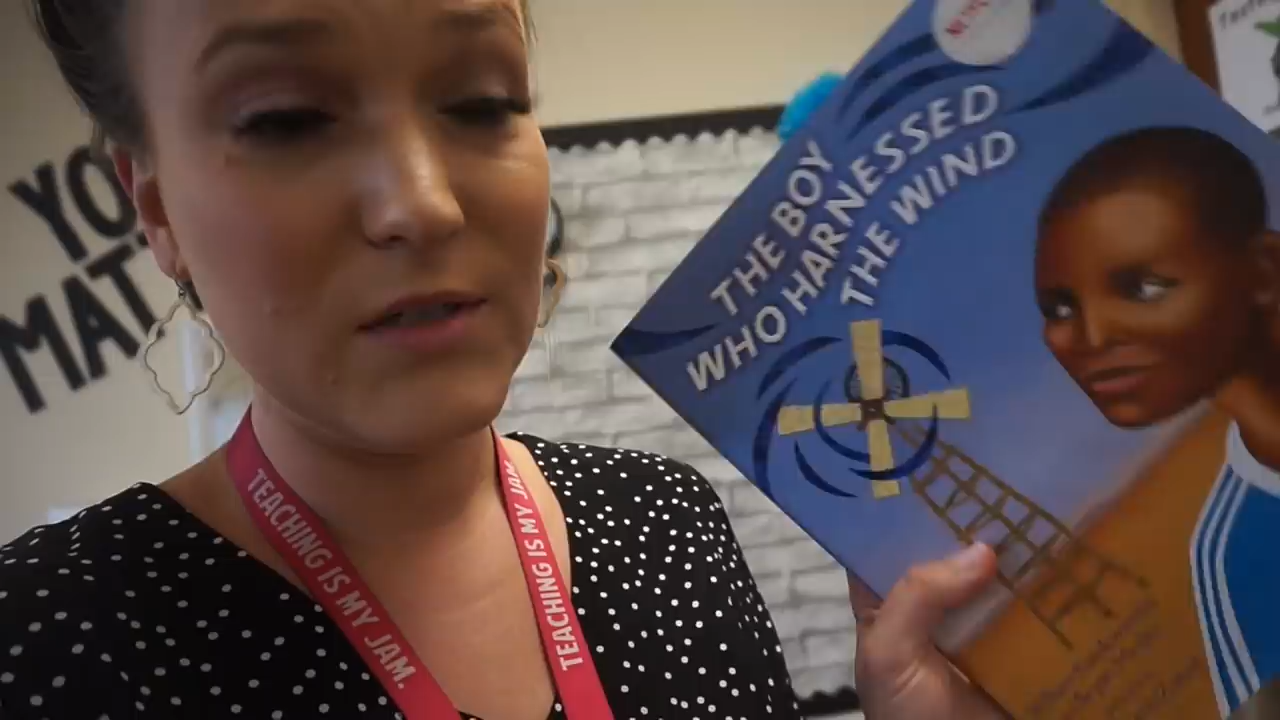 YO
MAT
THE BOY
WHO HARNESSED
THE WIND
TEACHING IS MY JAM.
TEACHING IS MY JAM